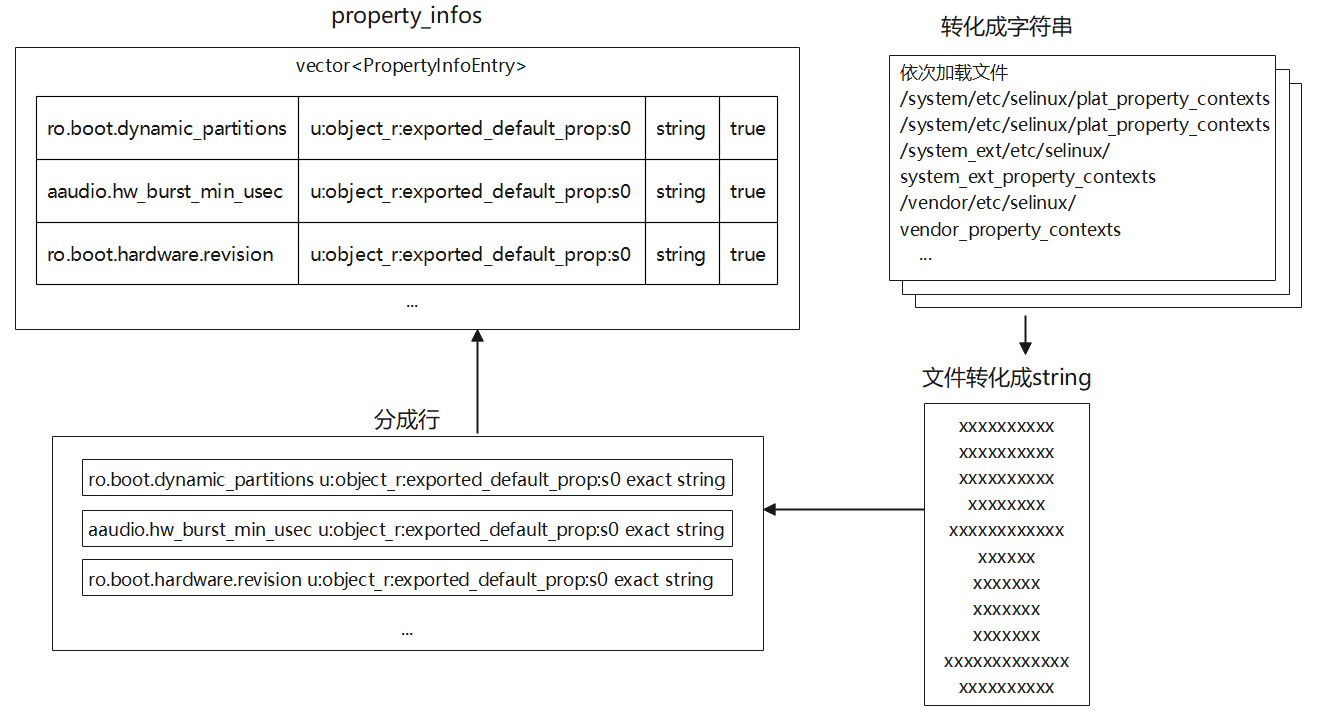 property_infos
vector<PropertyInfoEntry>
ro.boot.dynamic_partitions u:object_r:exported_default_prop:s0 string true
aaudio.hw_burst_min_usec u:object_r:exported_default_prop:s0 string true
ro.boot.hardware.revision u:object_r:exported_default_prop:s0 string true
...
转化成字符串
依次加载文件
/system/etc/selinux/plat_property_contexts
/system/etc/selinux/plat_property_contexts
/system_ext/etc/selinux/
system_ext_property_contexts
/vendor/etc/selinux/
vendor_property_contexts
...
文件转化成string
xxxxxxxxxx
xxxxxxxxxx
xxxxxxxxxx
xxxxxxxx
xxxxxxxxxxxx
xxxxxx
xxxxxxx
xxxxxxx
xxxxxxx
xxxxxxxxxxxxx
xxxxxxxxxx
分成行
ro.boot.dynamic_partitions u:object_r:exported_default_prop:s0 exact string
aaudio.hw_burst_min_usec u:object_r:exported_default_prop:s0 exact string
ro.boot.hardware.revision u:object_r:exported_default_prop:s0 exact string
...